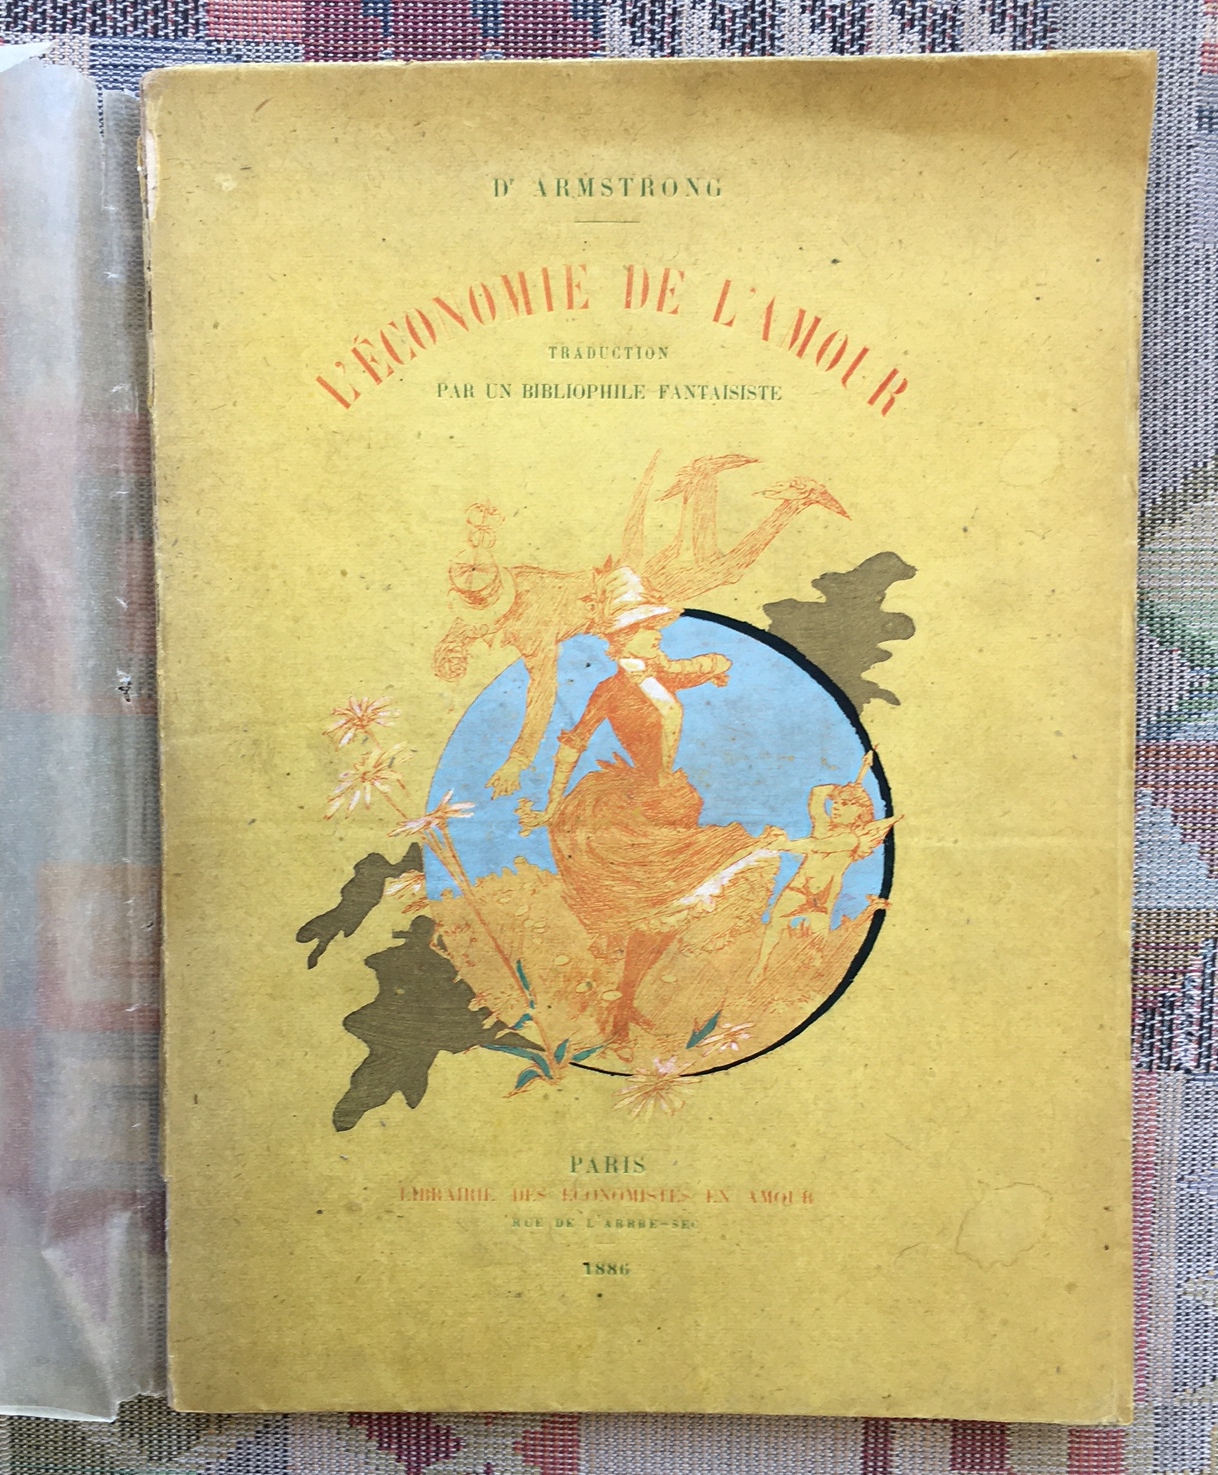 Dr ARMSTRONG
L'ÉCONOMIE DE L'AMOUR
TRADUCTION
PAR UN BIBLIOPHILE FANTAISISTE
PARIS
LIBRAIRIE DES ÉCONOMISTES EN AMOUR
RUE DE L'ARBRE-SEC
1886